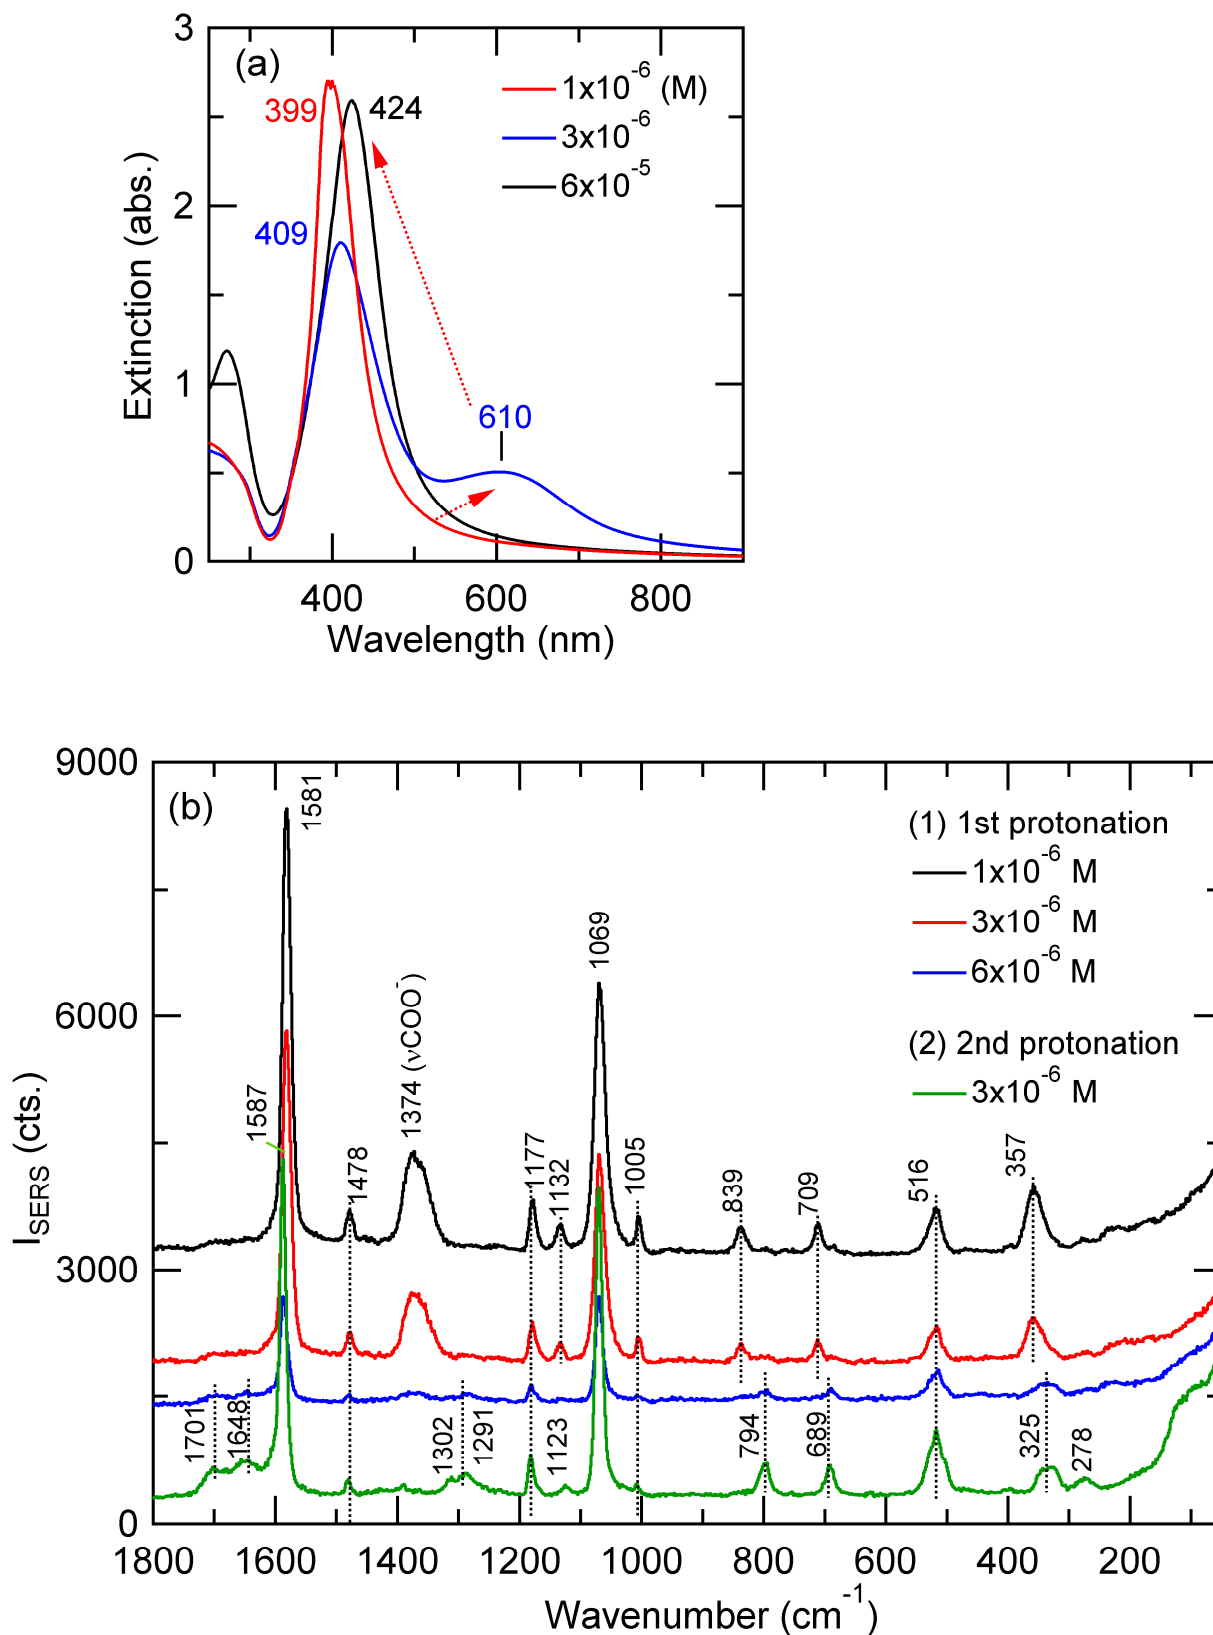 (a)
3
2
1
0
Extinction (abs.)
399
424
409
610
1x10⁻⁶ (M)
3x10⁻⁶
6x10⁻⁵
400 600 800
Wavelength (nm)
(b)
9000
6000
3000
0
I_SERS (cts.)
1581
1587
1478
1374 (νCOO⁻)
1177
1132
1069
1005
839
709
516
357
1701
1648
1302
1291
1123
794
689
325
278
(1) 1st protonation
1x10⁻⁶ M
3x10⁻⁶ M
6x10⁻⁶ M
(2) 2nd protonation
3x10⁻⁶ M
1800 1600 1400 1200 1000 800 600 400 200
Wavenumber (cm⁻¹)